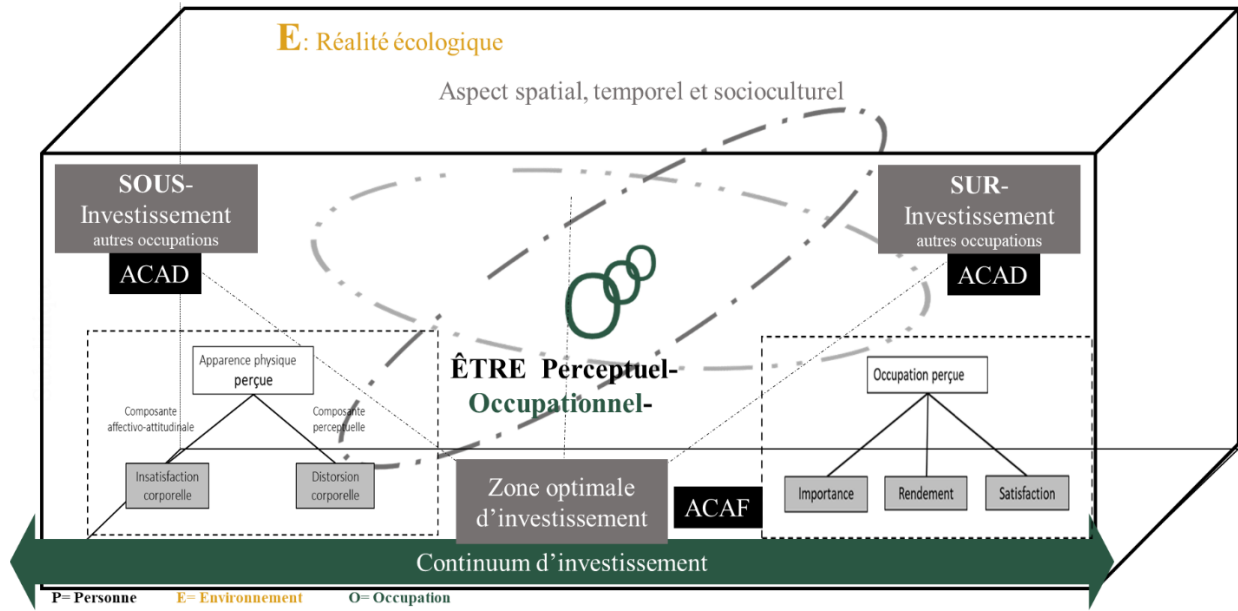 E: Réalité écologique
Aspect spatial, temporel et socioculturel
SOUS-
Investissement
autres occupations
ACAD
SUR-
Investissement
autres occupations
ACAD
Apparence physique
perçue
Composante
affectivo-attitudinale
Composante
perceptuelle
Insatisfaction
corporelle
Distorsion
corporelle
ÊTRE Perceptuel-
Occupationnel-
Occupation perçue
Importance
Rendement
Satisfaction
Zone optimale
d’investissement
ACAF
Continuum d’investissement
P= Personne E= Environnement O= Occupation